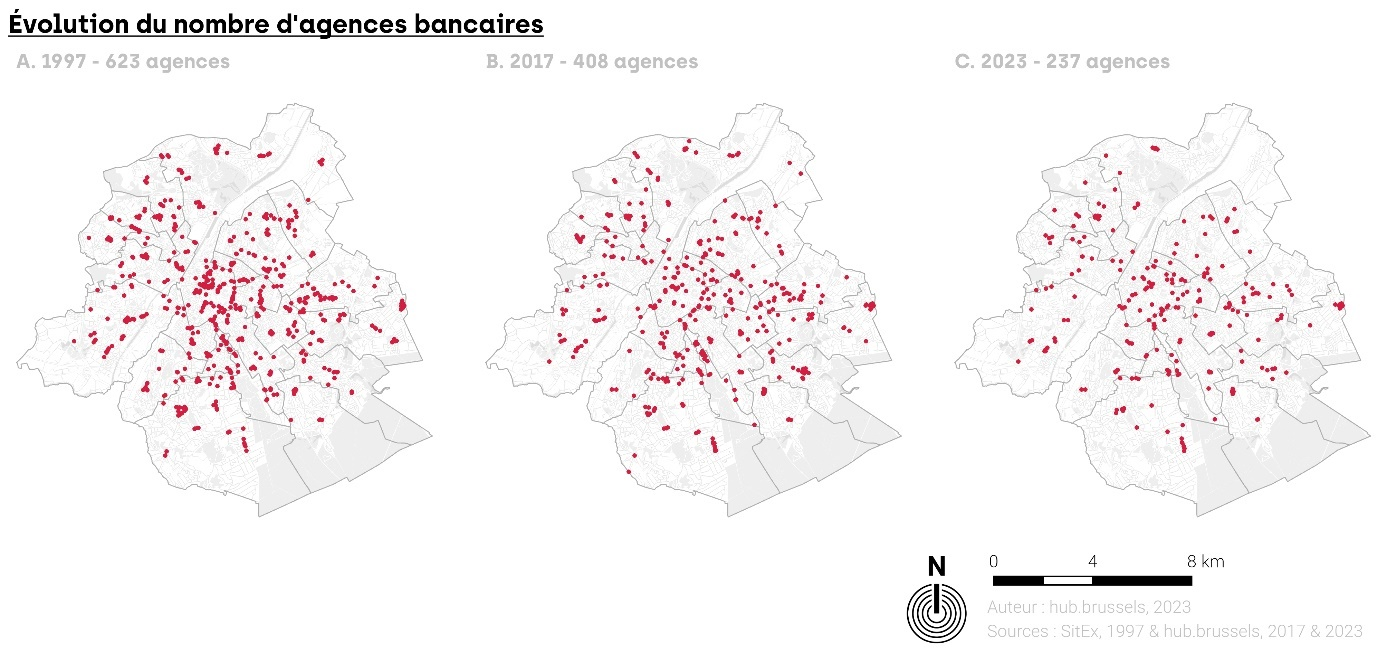 Évolution du nombre d'agences bancaires
A. 1997 - 623 agences
B. 2017 - 408 agences
C. 2023 - 237 agences
N
0 4 8 km
Auteur : hub.brussels, 2023
Sources : SitEx, 1997 & hub.brussels, 2017 & 2023